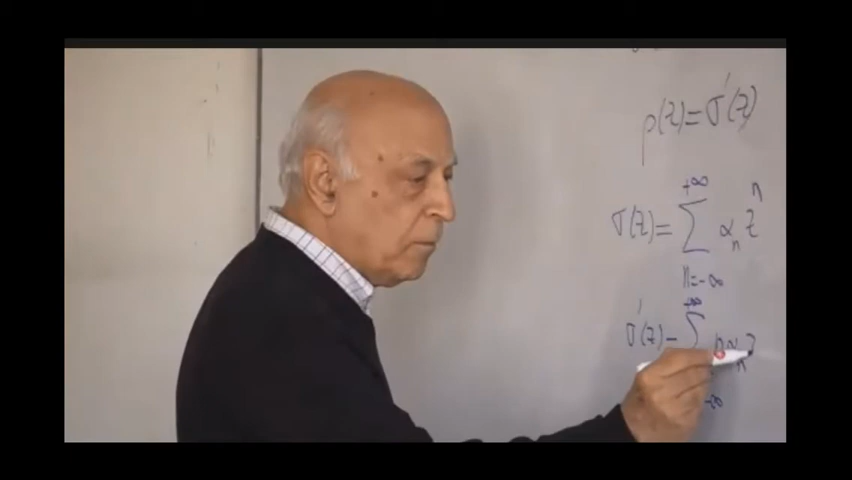 ρ(z)=σ'(z)
+∞
σ(z)= ∑ αₙ zⁿ
n=-∞
+∞
σ'(z)- ∑ nαₙ z
-∞